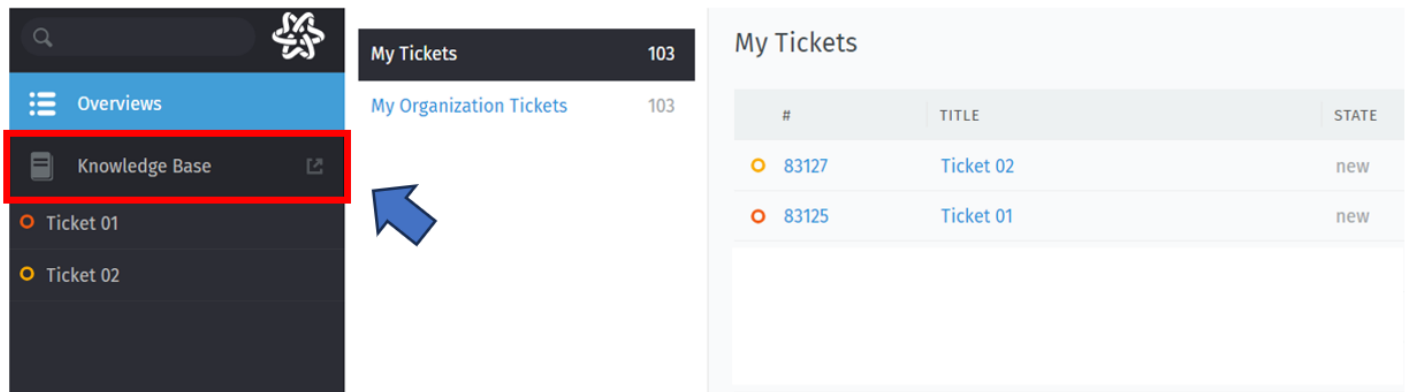 Overviews
Knowledge Base
Ticket 01
Ticket 02
My Tickets 103
My Organization Tickets 103
My Tickets
# TITLE STATE
83127 Ticket 02 new
83125 Ticket 01 new